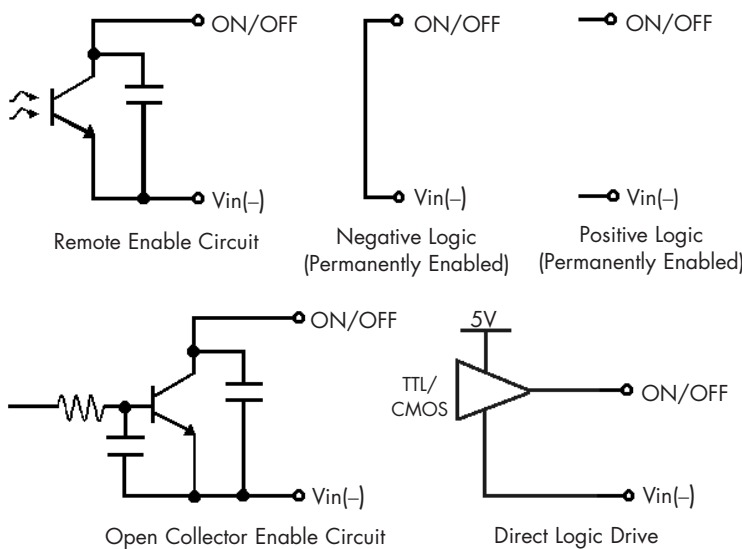 ON/OFF
Vin(–)
Remote Enable Circuit
ON/OFF
Vin(–)
Negative Logic
(Permanently Enabled)
ON/OFF
Vin(–)
Positive Logic
(Permanently Enabled)
ON/OFF
Vin(–)
Open Collector Enable Circuit
5V
TTL/
CMOS
ON/OFF
Vin(–)
Direct Logic Drive